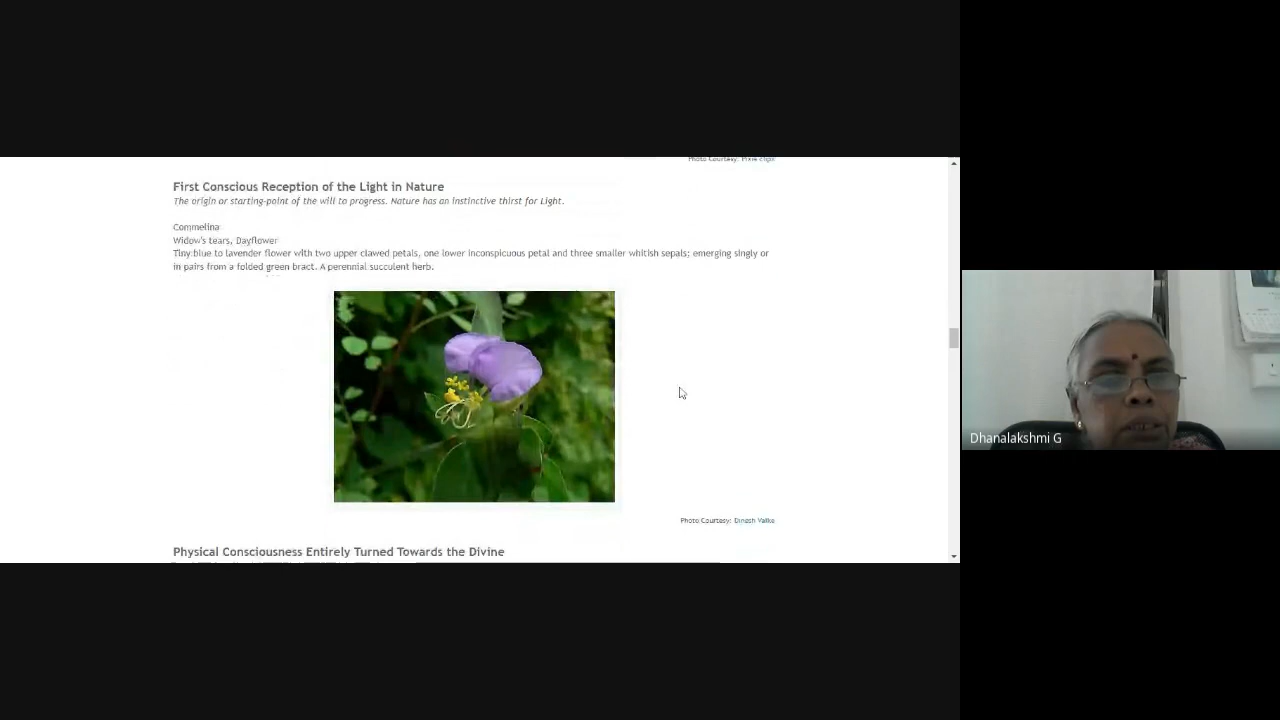 Photo Courtesy:
First Conscious Reception of the Light in Nature
The origin or starting-point of the will to progress. Nature has an instinctive thirst for Light.
Commelina
Widow's tears, Dayflower
Tiny blue to lavender flower with two upper clawed petals, one lower inconspicuous petal and three smaller whitish sepals; emerging singly or
in pairs from a folded green bract. A perennial succulent herb.
Dhanalakshmi G
Photo Courtesy: Dinesh Valke
Physical Consciousness Entirely Turned Towards the Divine